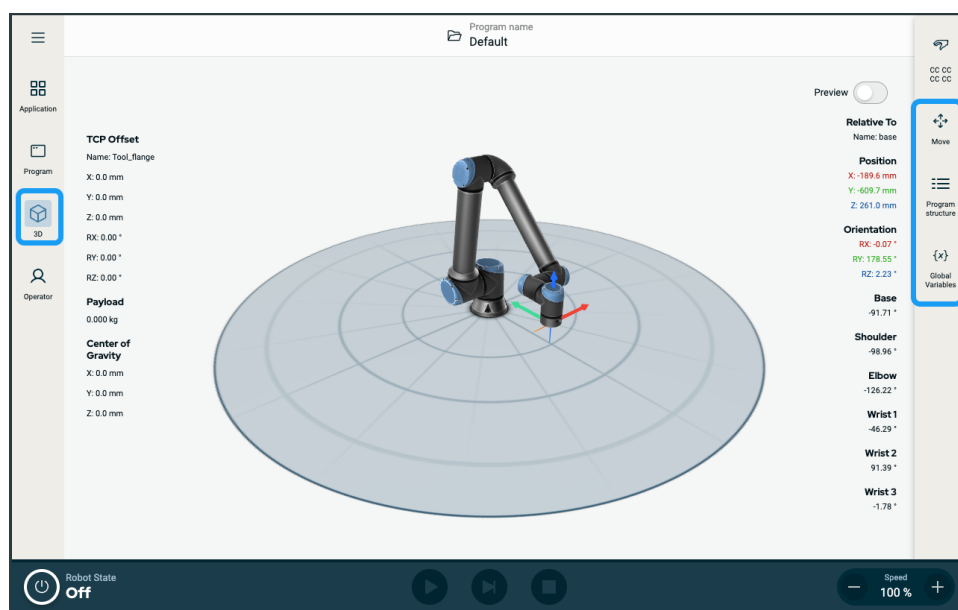 Program name
Default
Application
Program
3D
Operator
TCP Offset
Name: Tool_flange
X: 0.0 mm
Y: 0.0 mm
Z: 0.0 mm
RX: 0.00 °
RY: 0.00 °
RZ: 0.00 °
Payload
0.000 kg
Center of
Gravity
X: 0.0 mm
Y: 0.0 mm
Z: 0.0 mm
Preview
Relative To
Name: base
Position
X: -189.6 mm
Y: -609.7 mm
Z: 261.0 mm
Orientation
RX: -0.07 °
RY: 178.55 °
RZ: 2.23 °
Base
-91.71 °
Shoulder
-98.96 °
Elbow
-126.22 °
Wrist 1
-46.29 °
Wrist 2
91.39 °
Wrist 3
-1.78 °
CC CC
CC CC
Move
Program
structure
{x}
Global
Variables
Robot State
Off
Speed
100 %